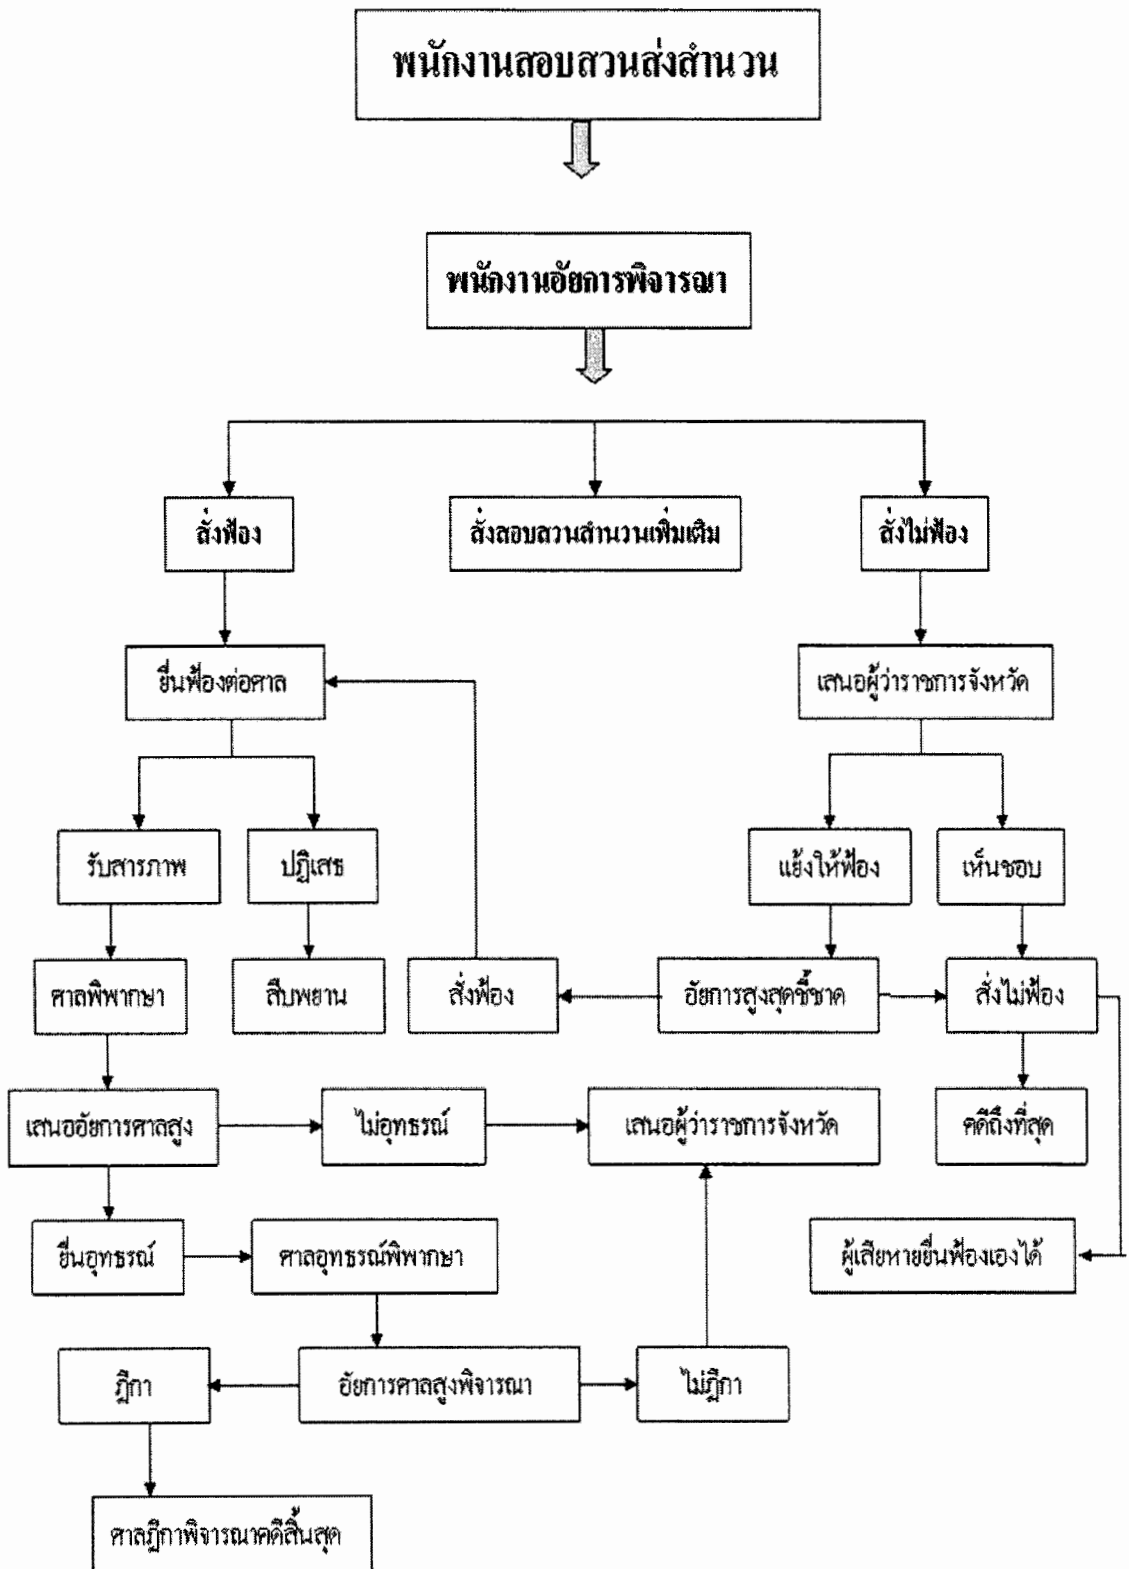 พนักงานสอบสวนส่งสำนวน
พนักงานอัยการพิจารณา
สั่งฟ้อง
สั่งสอบสวนสำนวนเพิ่มเติม
สั่งไม่ฟ้อง
ยื่นฟ้องต่อศาล
เสนอผู้ว่าราชการจังหวัด
รับสารภาพ
ปฏิเสธ
แย้งให้ฟ้อง
เห็นชอบ
ศาลพิพากษา
สืบพยาน
สั่งฟ้อง
อัยการสูงสุดชี้ขาด
สั่งไม่ฟ้อง
เสนออัยการศาลสูง
ไม่อุทธรณ์
เสนอผู้ว่าราชการจังหวัด
คดีถึงที่สุด
ยื่นอุทธรณ์
ศาลอุทธรณ์พิพากษา
ผู้เสียหายยื่นฟ้องเองได้
ฎีกา
อัยการศาลสูงพิจารณา
ไม่ฎีกา
ศาลฎีกาพิจารณาคดีสิ้นสุด